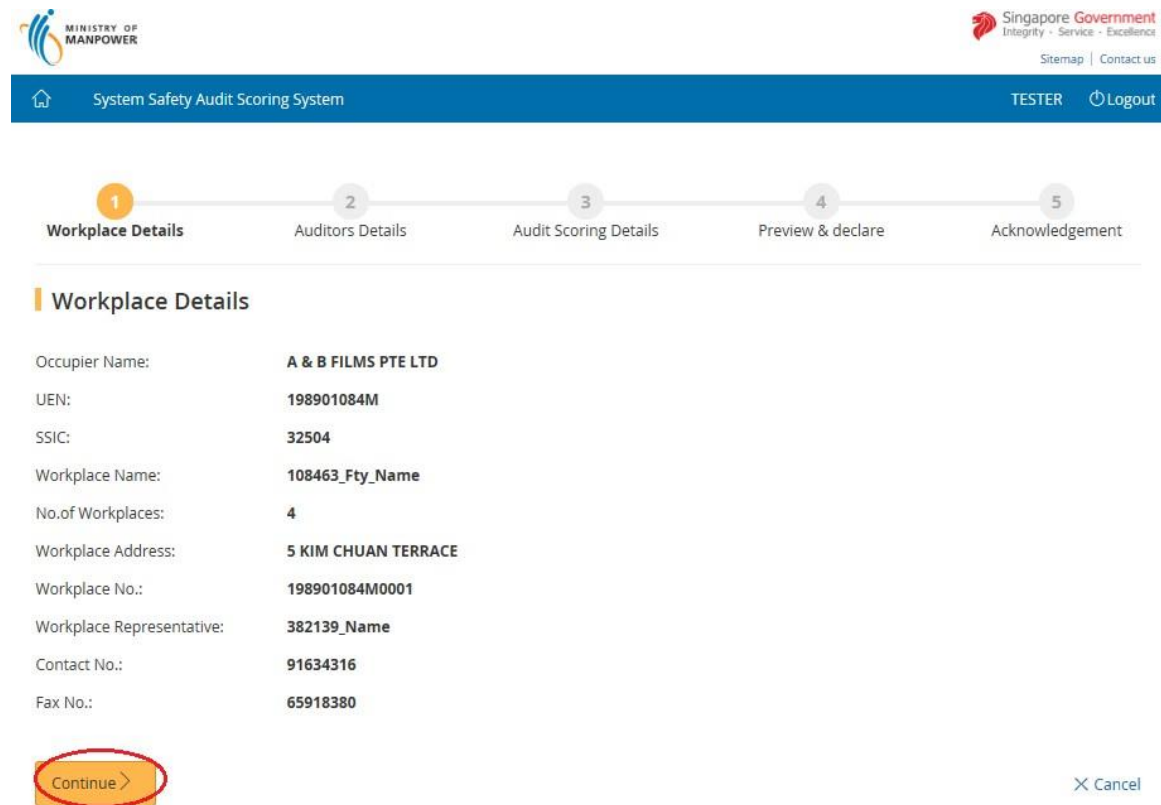 MINISTRY OF
MANPOWER
Singapore Government
Integrity · Service · Excellence
Sitemap | Contact us
System Safety Audit Scoring System TESTER Logout
1 2 3 4 5
Workplace Details Auditors Details Audit Scoring Details Preview & declare Acknowledgement
Workplace Details
Occupier Name: A & B FILMS PTE LTD
UEN: 198901084M
SSIC: 32504
Workplace Name: 108463_Fty_Name
No.of Workplaces: 4
Workplace Address: 5 KIM CHUAN TERRACE
Workplace No.: 198901084M0001
Workplace Representative: 382139_Name
Contact No.: 91634316
Fax No.: 65918380
Continue > X Cancel